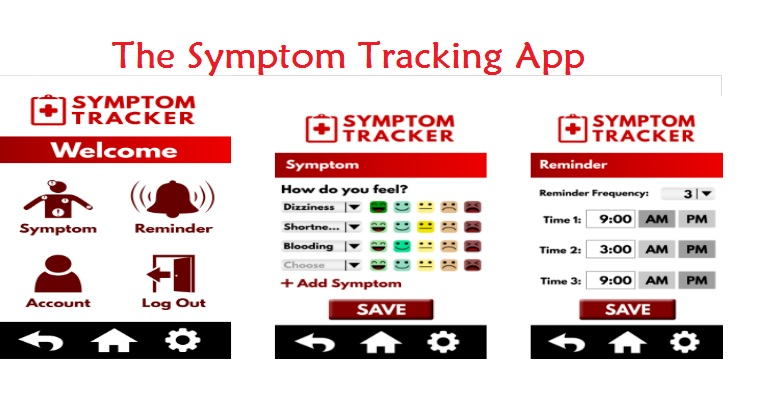 The Symptom Tracking App
SYMPTOM
TRACKER
Welcome
Symptom
Reminder
Account
Log Out
SYMPTOM
TRACKER
Symptom
How do you feel?
Dizziness
Shortne...
Blooding
Choose
+ Add Symptom
SAVE
SYMPTOM
TRACKER
Reminder
Reminder Frequency: 3
Time 1: 9:00 AM PM
Time 2: 3:00 AM PM
Time 3: 9:00 AM PM
SAVE